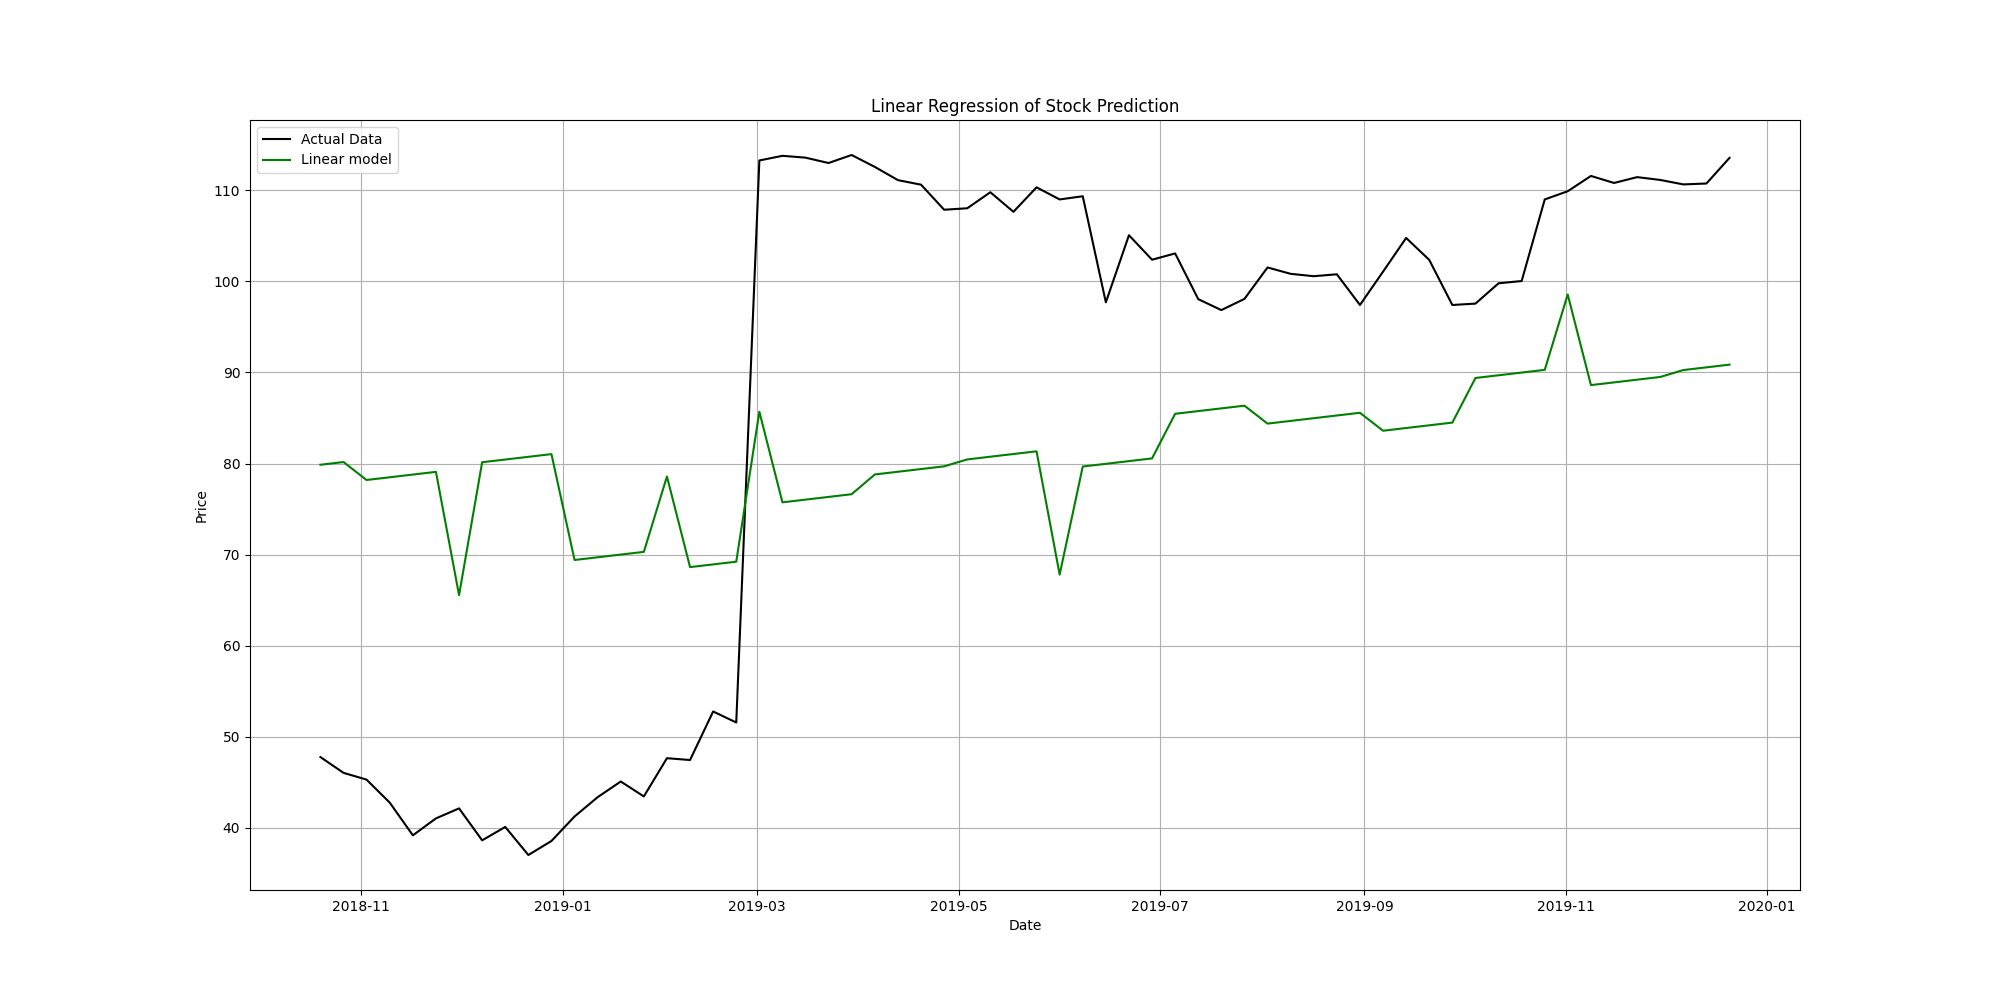 Linear Regression of Stock Prediction
Actual Data
Linear model
110
100
90
80
70
60
50
40
Price
2018-11 2019-01 2019-03 2019-05 2019-07 2019-09 2019-11 2020-01
Date